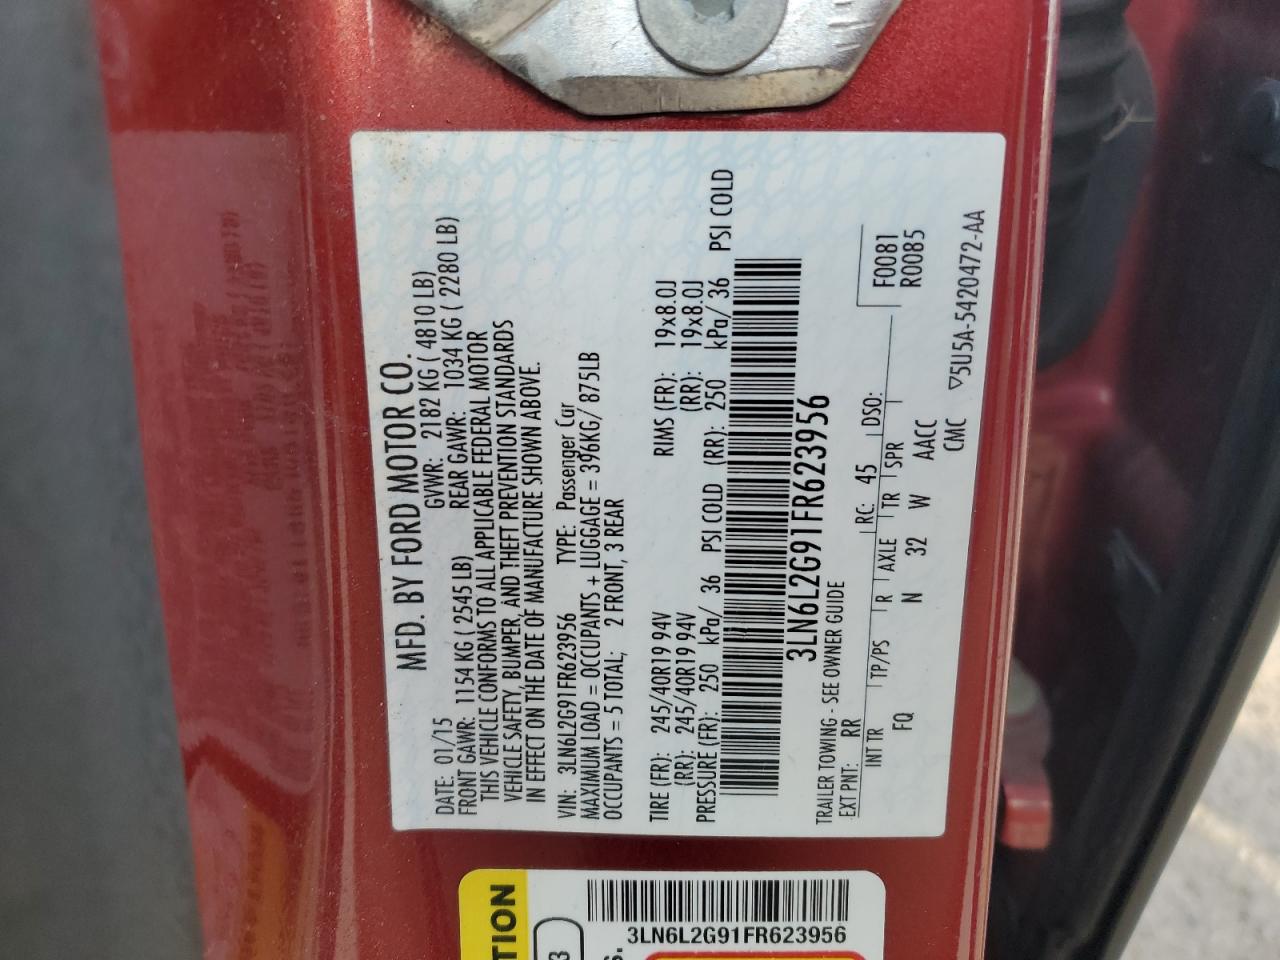 MFD. BY FORD MOTOR CO.
DATE: 01/15 GVWR: 2182 KG ( 4810 LB)
FRONT GAWR: 1154 KG ( 2545 LB) REAR GAWR: 1034 KG ( 2280 LB)
THIS VEHICLE CONFORMS TO ALL APPLICABLE FEDERAL MOTOR
VEHICLE SAFETY, BUMPER, AND THEFT PREVENTION STANDARDS
IN EFFECT ON THE DATE OF MANUFACTURE SHOWN ABOVE.
VIN: 3LN6L2G91FR623956 TYPE: Passenger Car
MAXIMUM LOAD = OCCUPANTS + LUGGAGE = 396KG/ 875LB
OCCUPANTS = 5 TOTAL; 2 FRONT, 3 REAR
TIRE (FR): 245/40R19 94V RIMS (FR): 19x8.0J
(RR): 245/40R19 94V (RR): 19x8.0J
PRESSURE (FR): 250 kPa/ 36 PSI COLD (RR): 250 kPa/ 36 PSI COLD
3LN6L2G91FR623956
TRAILER TOWING - SEE OWNER GUIDE
EXT PNT: RR RC: 45 DSO: F0081
R0085
INT TR TP/PS R AXLE TR SPR
FQ N 32 W AACC
CMC ▽5U5A-5420472-AA
TION
3
S.
3LN6L2G91FR623956